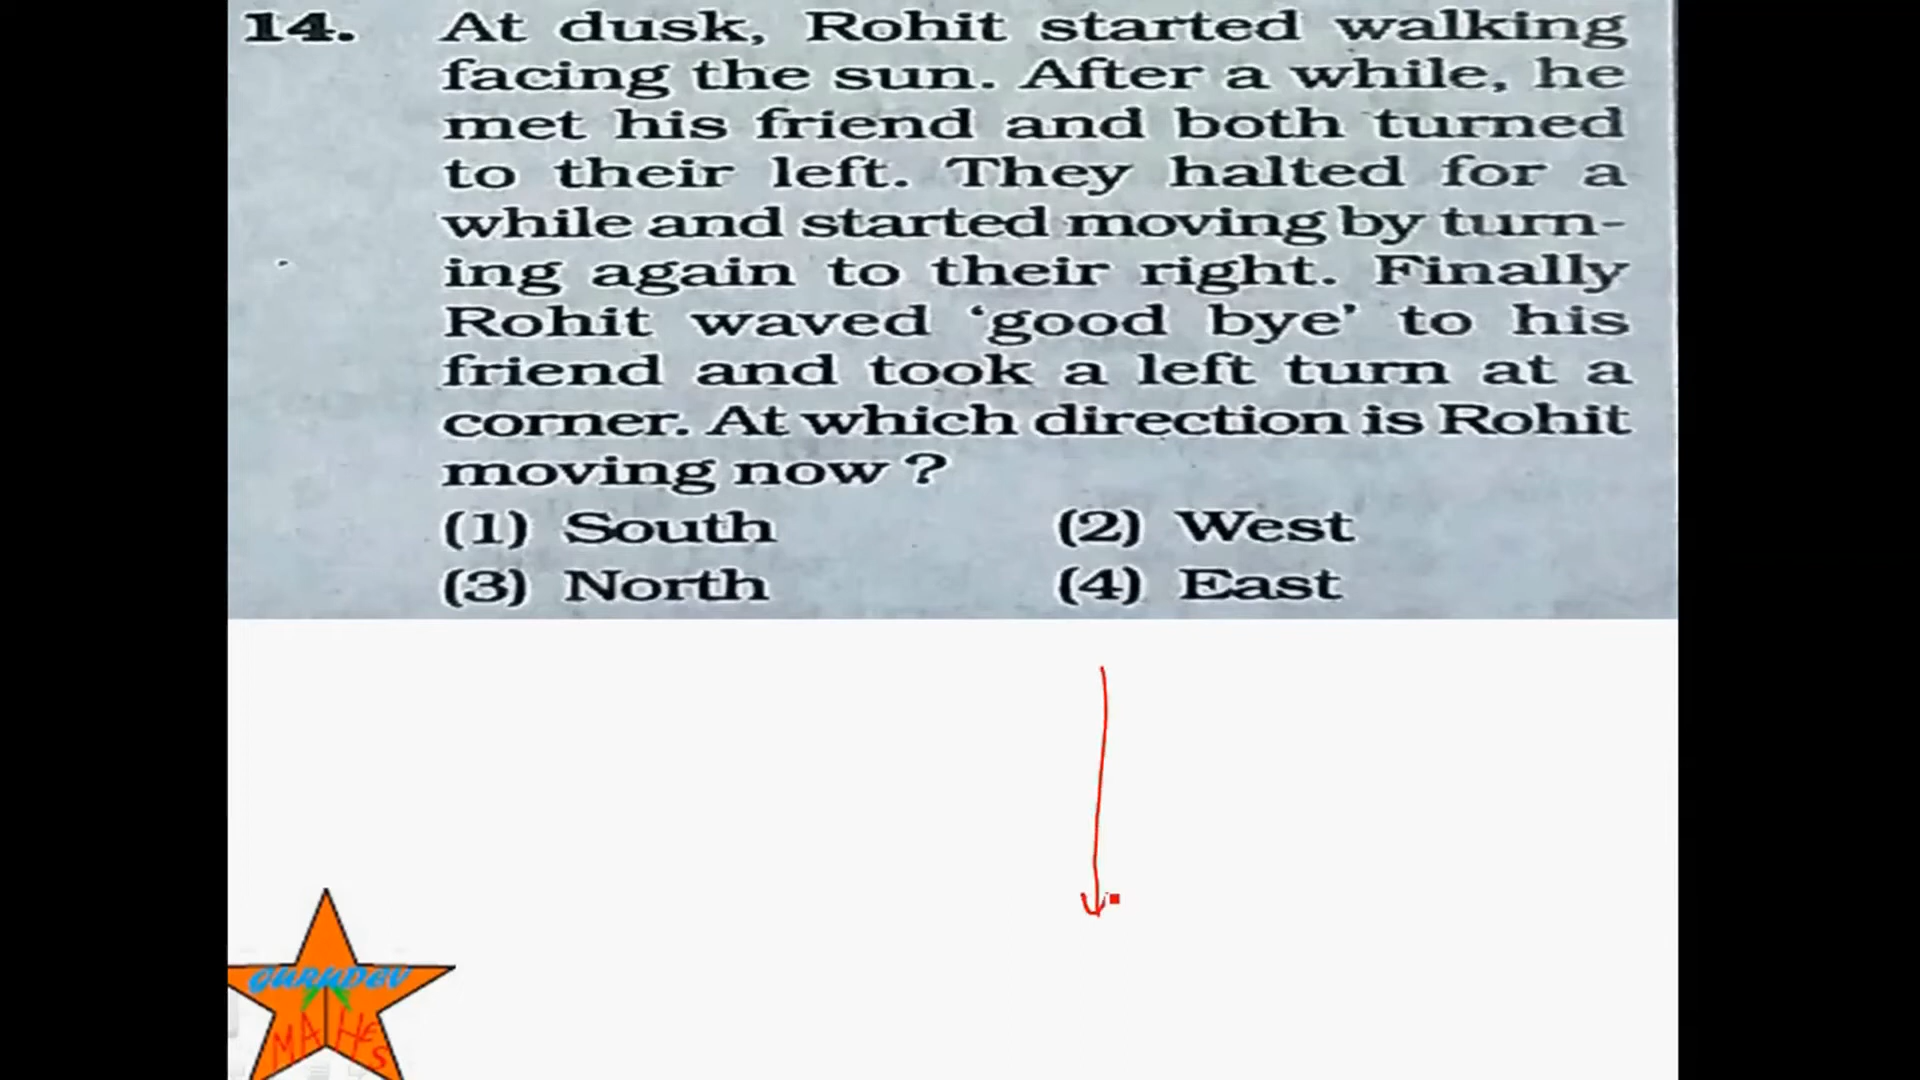 14. At dusk, Rohit started walking
facing the sun. After a while, he
met his friend and both turned
to their left. They halted for a
while and started moving by turn-
ing again to their right. Finally
Rohit waved ‘good bye’ to his
friend and took a left turn at a
corner. At which direction is Rohit
moving now ?
(1) South (2) West
(3) North (4) East
GURUDEV
MAHES